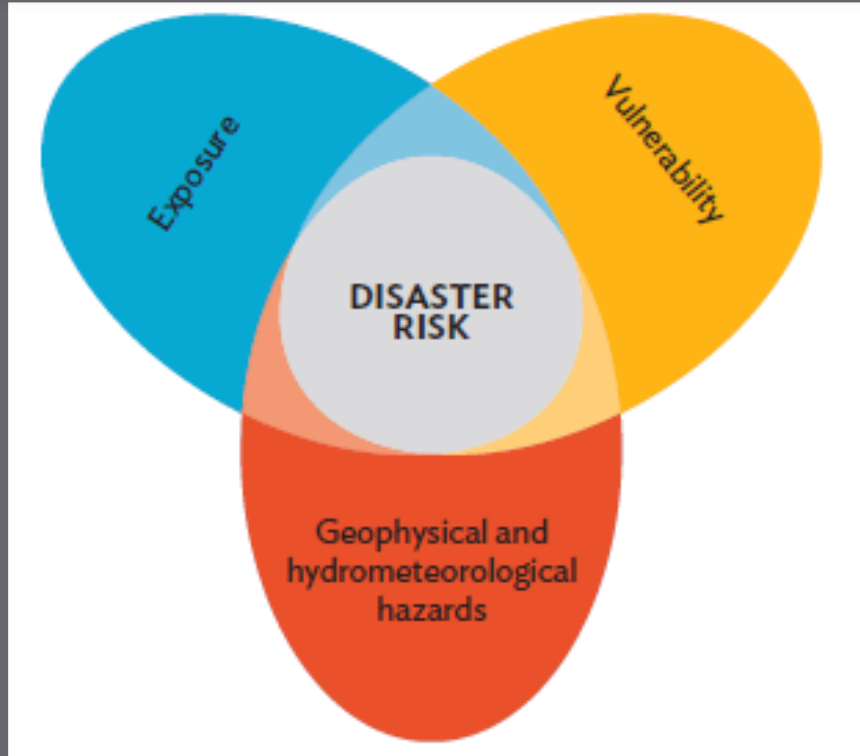 Exposure
Vulnerability
DISASTER
RISK
Geophysical and
hydrometeorological
hazards